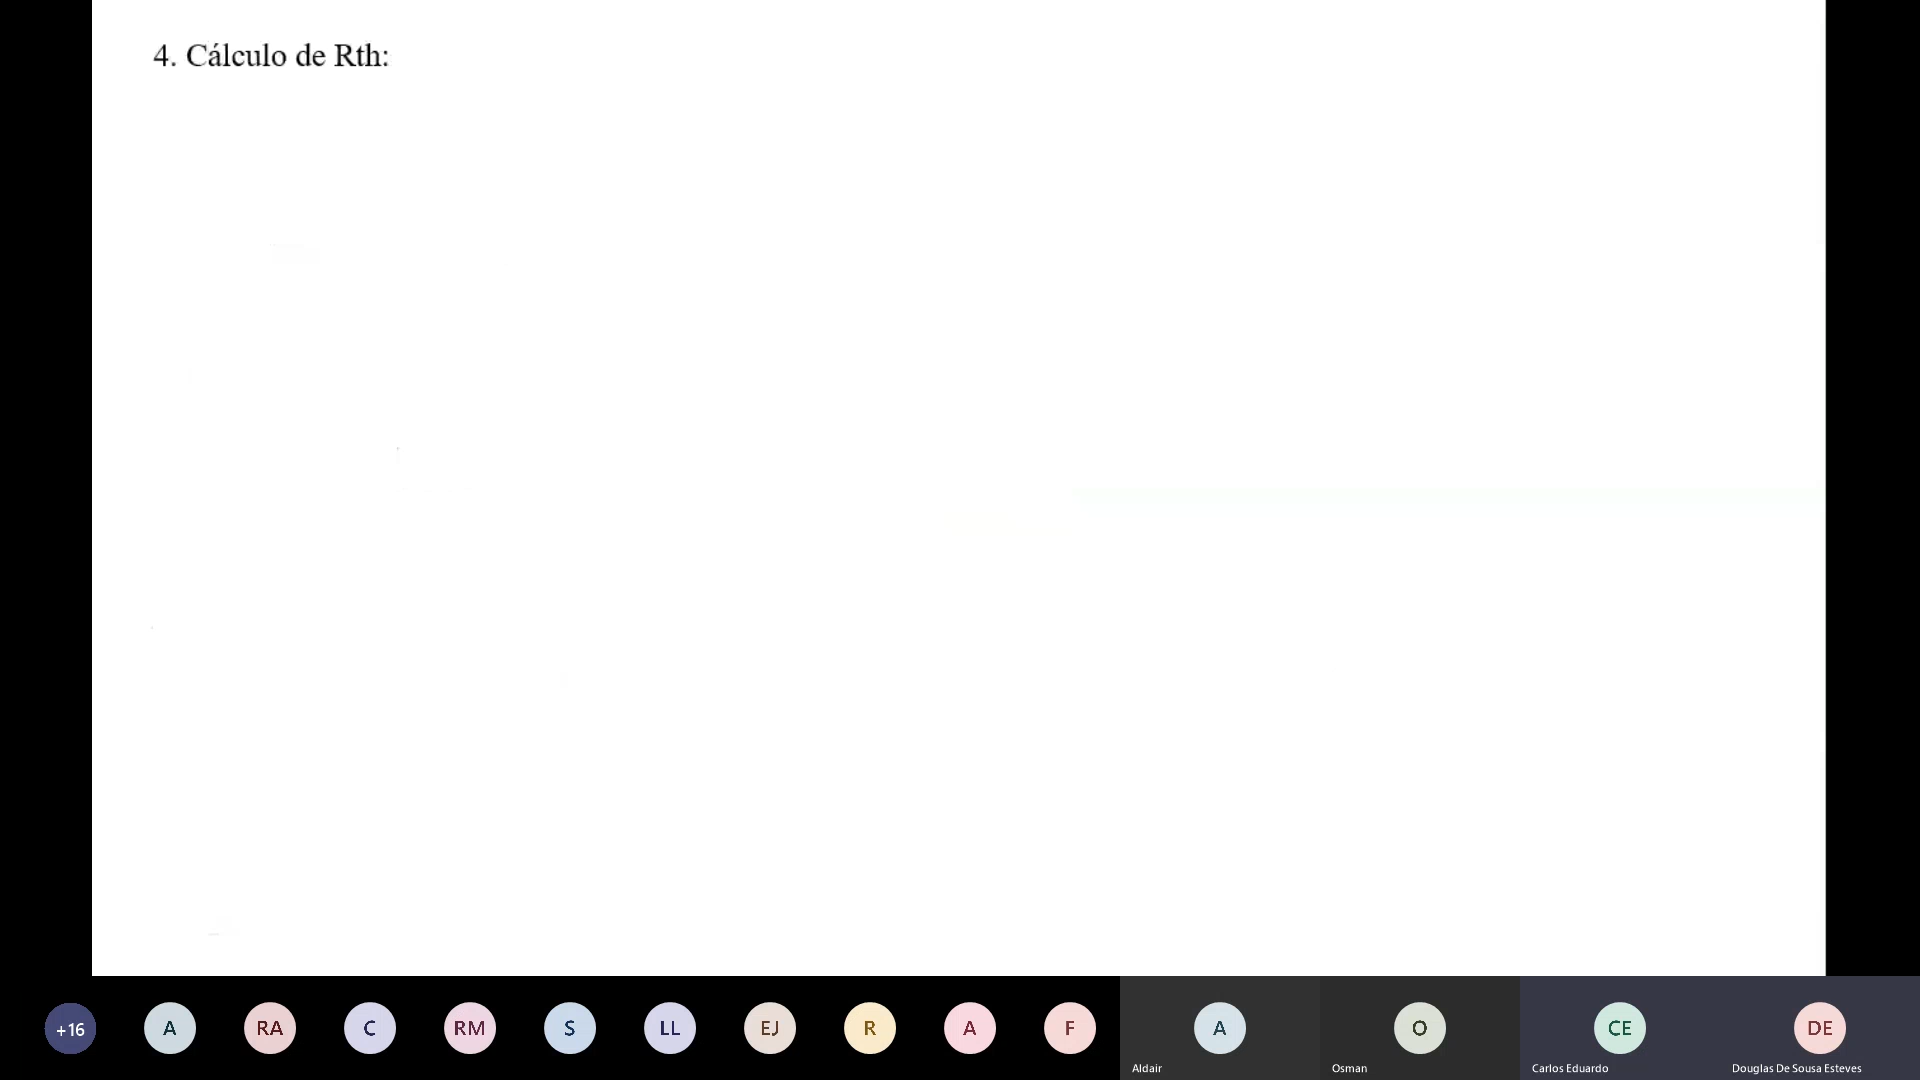 4. Cálculo de Rth:
+16
A
RA
C
RM
S
LL
EJ
R
A
F
A
O
CE
DE
Aldair
Osman
Carlos Eduardo
Douglas De Sousa Esteves